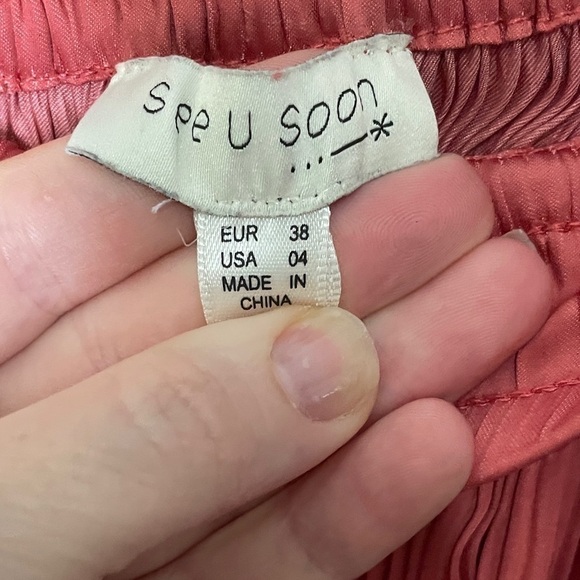 See U Soon
...—*
EUR 38
USA 04
MADE IN
CHINA